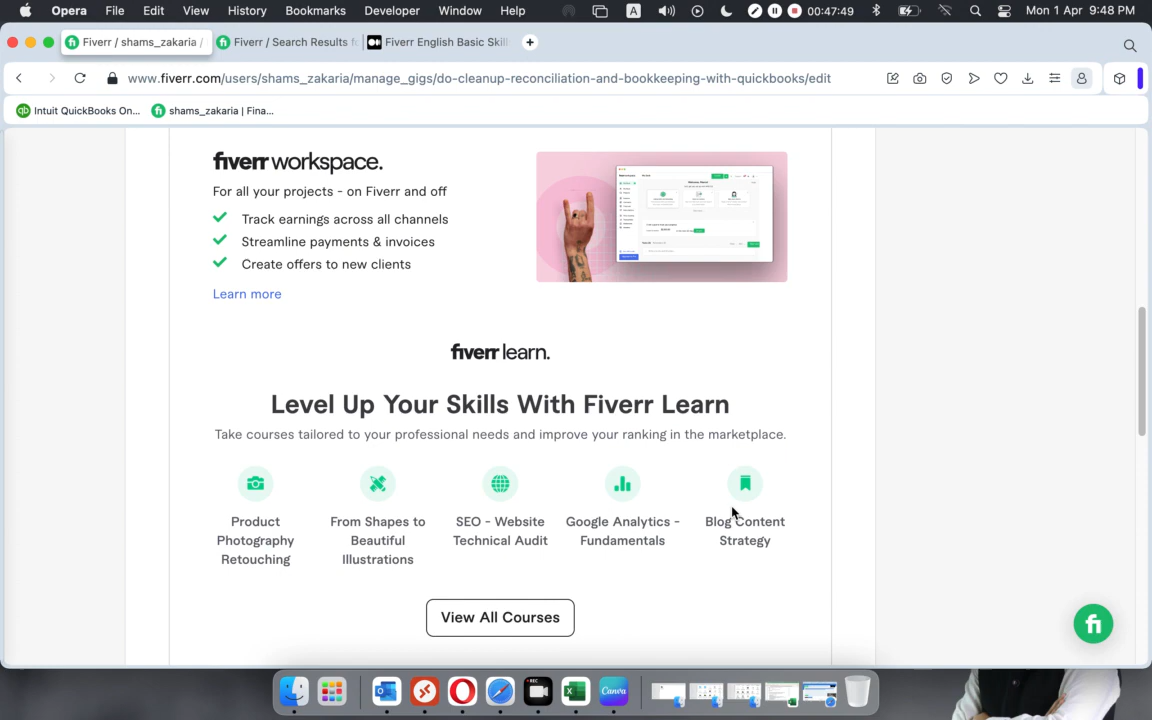 Opera File Edit View History Bookmarks Developer Window Help A 00:47:49 Mon 1 Apr 9:48 PM
Fiverr / shams_zakaria / Fiverr / Search Results fo Fiverr English Basic Skill
www.fiverr.com/users/shams_zakaria/manage_gigs/do-cleanup-reconciliation-and-bookkeeping-with-quickbooks/edit
qb Intuit QuickBooks On... fi shams_zakaria | Fina...
fiverr workspace.
For all your projects - on Fiverr and off
Track earnings across all channels
Streamline payments & invoices
Create offers to new clients
Learn more
fiverr learn.
Level Up Your Skills With Fiverr Learn
Take courses tailored to your professional needs and improve your ranking in the marketplace.
Product Photography Retouching
From Shapes to Beautiful Illustrations
SEO - Website Technical Audit
Google Analytics - Fundamentals
Blog Content Strategy
View All Courses
fi
REC
Canva